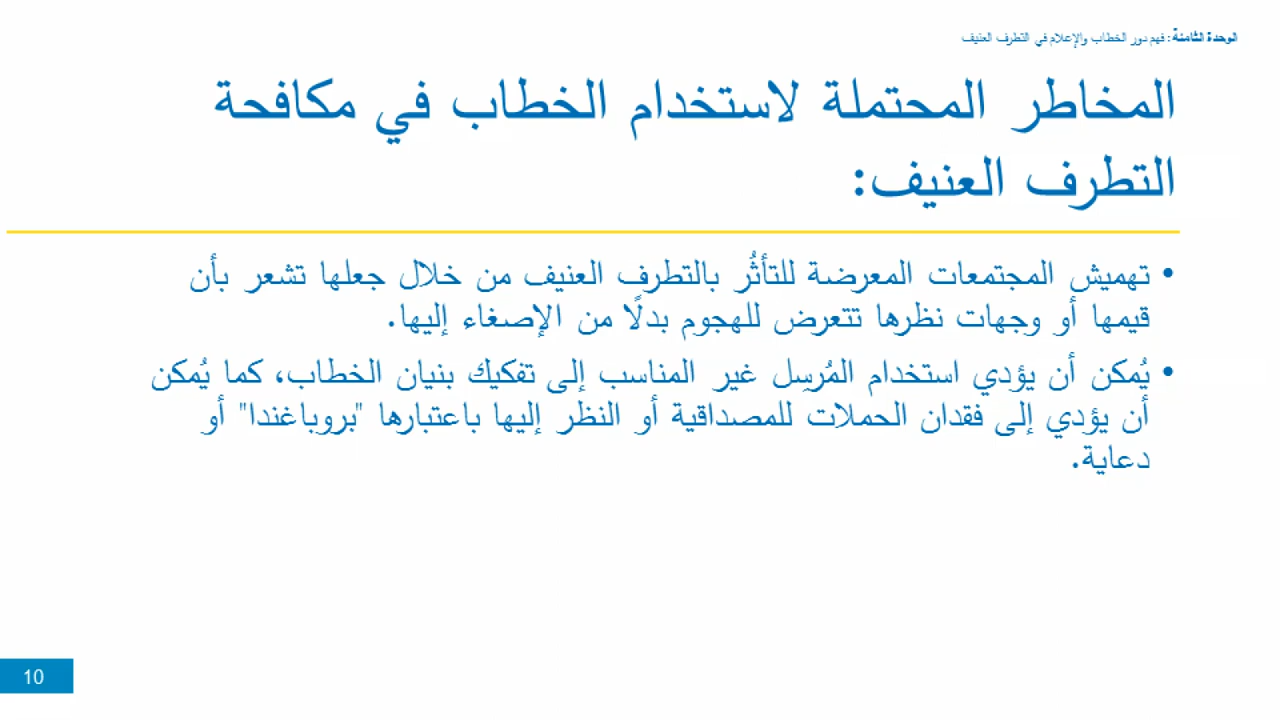 الوحدة الثامنة: فهم دور الخطاب والإعلام في التطرف العنيف
المخاطر المحتملة لاستخدام الخطاب في مكافحة
التطرف العنيف:
• تهميش المجتمعات المعرضة للتأثُّر بالتطرف العنيف من خلال جعلها تشعر بأن
قيمها أو وجهات نظرها تتعرض للهجوم بدلًا من الإصغاء إليها.
• يُمكن أن يؤدي استخدام المُرسِل غير المناسب إلى تفكيك بنيان الخطاب، كما يُمكن
أن يؤدي إلى فقدان الحملات للمصداقية أو النظر إليها باعتبارها "بروباغندا" أو
دعاية.
10